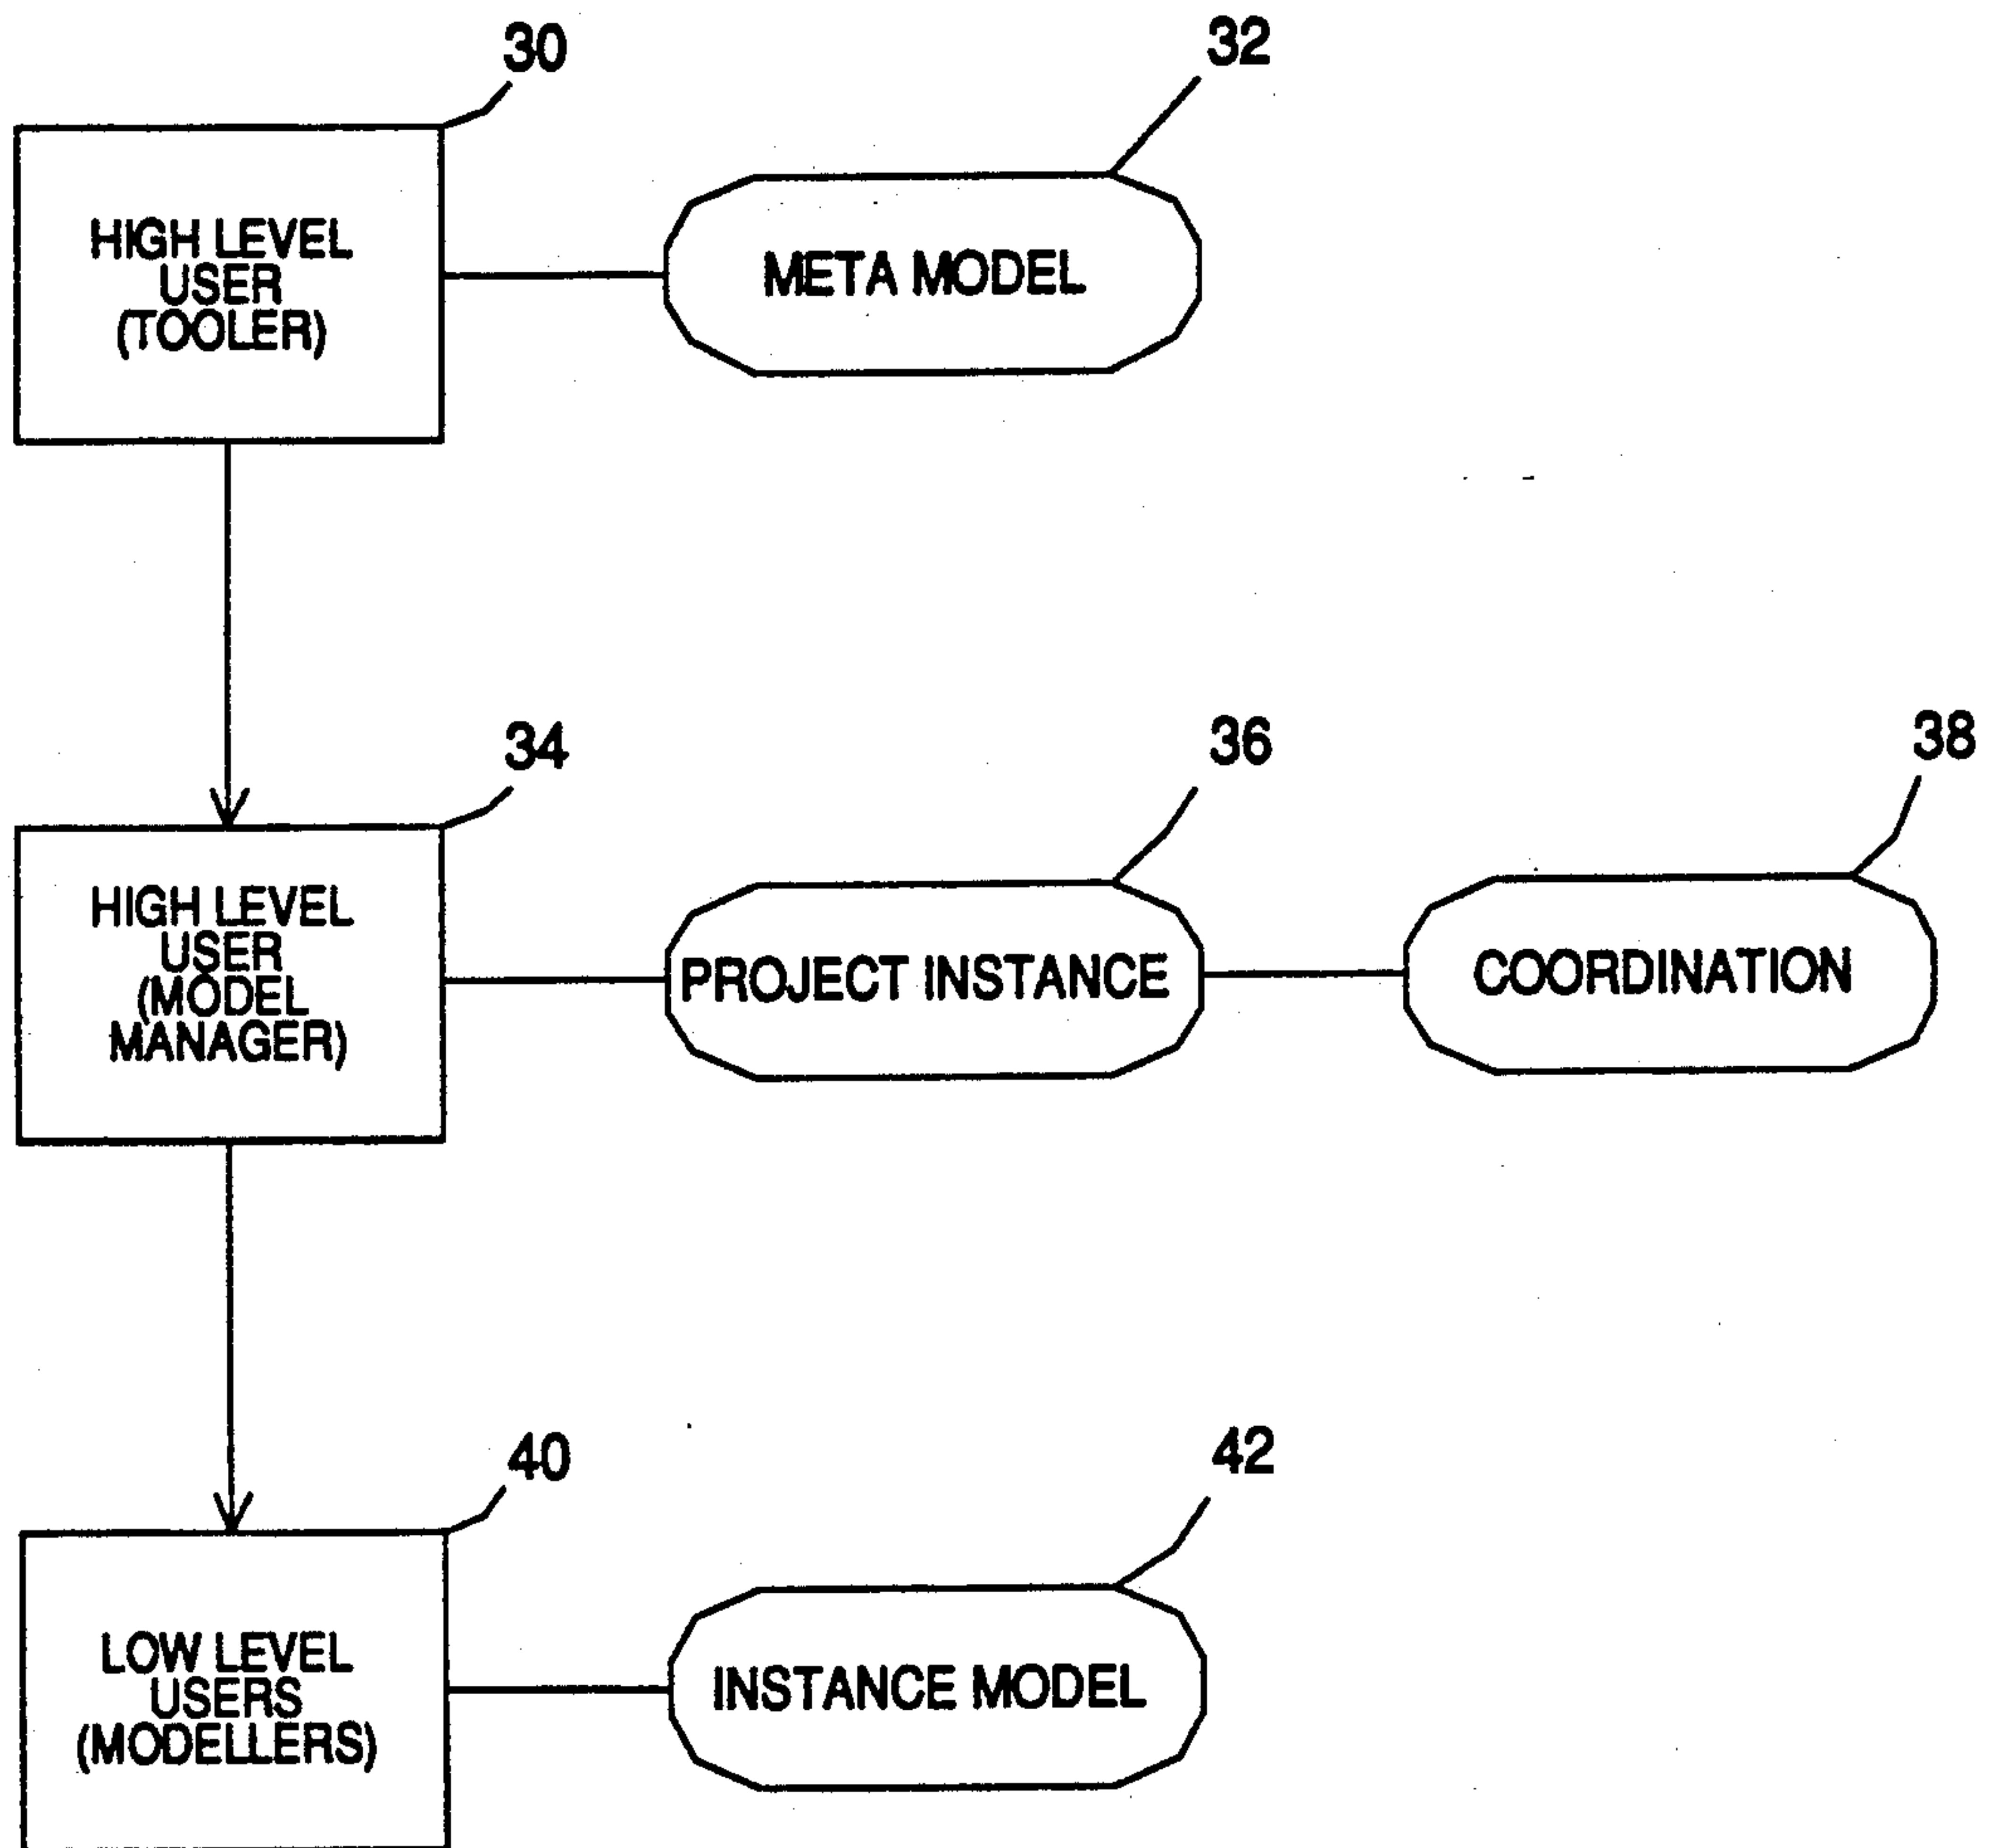 30
32
HIGH LEVEL
USER
(TOOLER)
META MODEL
34
36
38
HIGH LEVEL
USER
(MODEL
MANAGER)
PROJECT INSTANCE
COORDINATION
40
42
LOW LEVEL
USERS
(MODELLERS)
INSTANCE MODEL